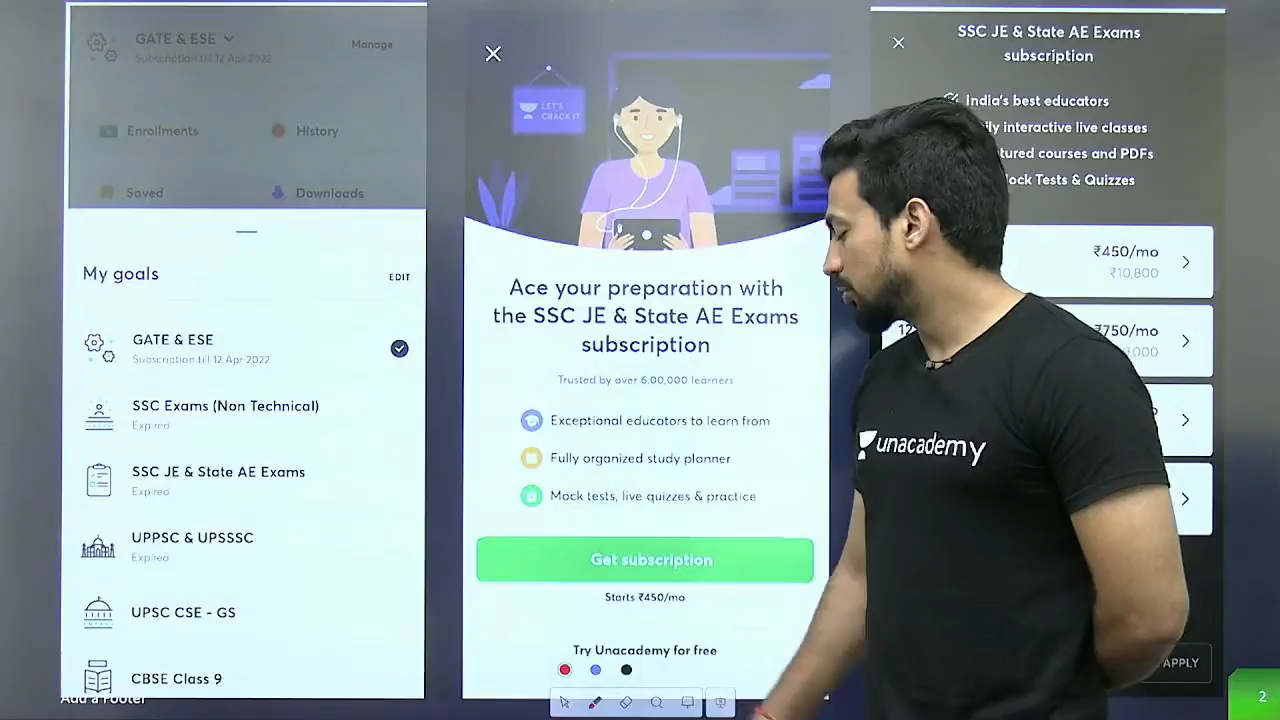 GATE & ESE
Subscription till 12 Apr 2022
Manage
Enrollments
History
Saved
Downloads
My goals
EDIT
GATE & ESE
Subscription till 12 Apr 2022
SSC Exams (Non Technical)
Expired
SSC JE & State AE Exams
Expired
UPPSC & UPSSSC
Expired
UPSC CSE - GS
CBSE Class 9
Add a Footer
LET'S
CRACK IT
Ace your preparation with
the SSC JE & State AE Exams
subscription
Trusted by over 6,00,000 learners
Exceptional educators to learn from
Fully organized study planner
Mock tests, live quizzes & practice
Get subscription
Starts ₹450/mo
Try Unacademy for free
SSC JE & State AE Exams
subscription
India's best educators
interactive live classes
courses and PDFs
Tests & Quizzes
₹450/mo
₹10,800
₹750/mo
APPLY
unacademy
2